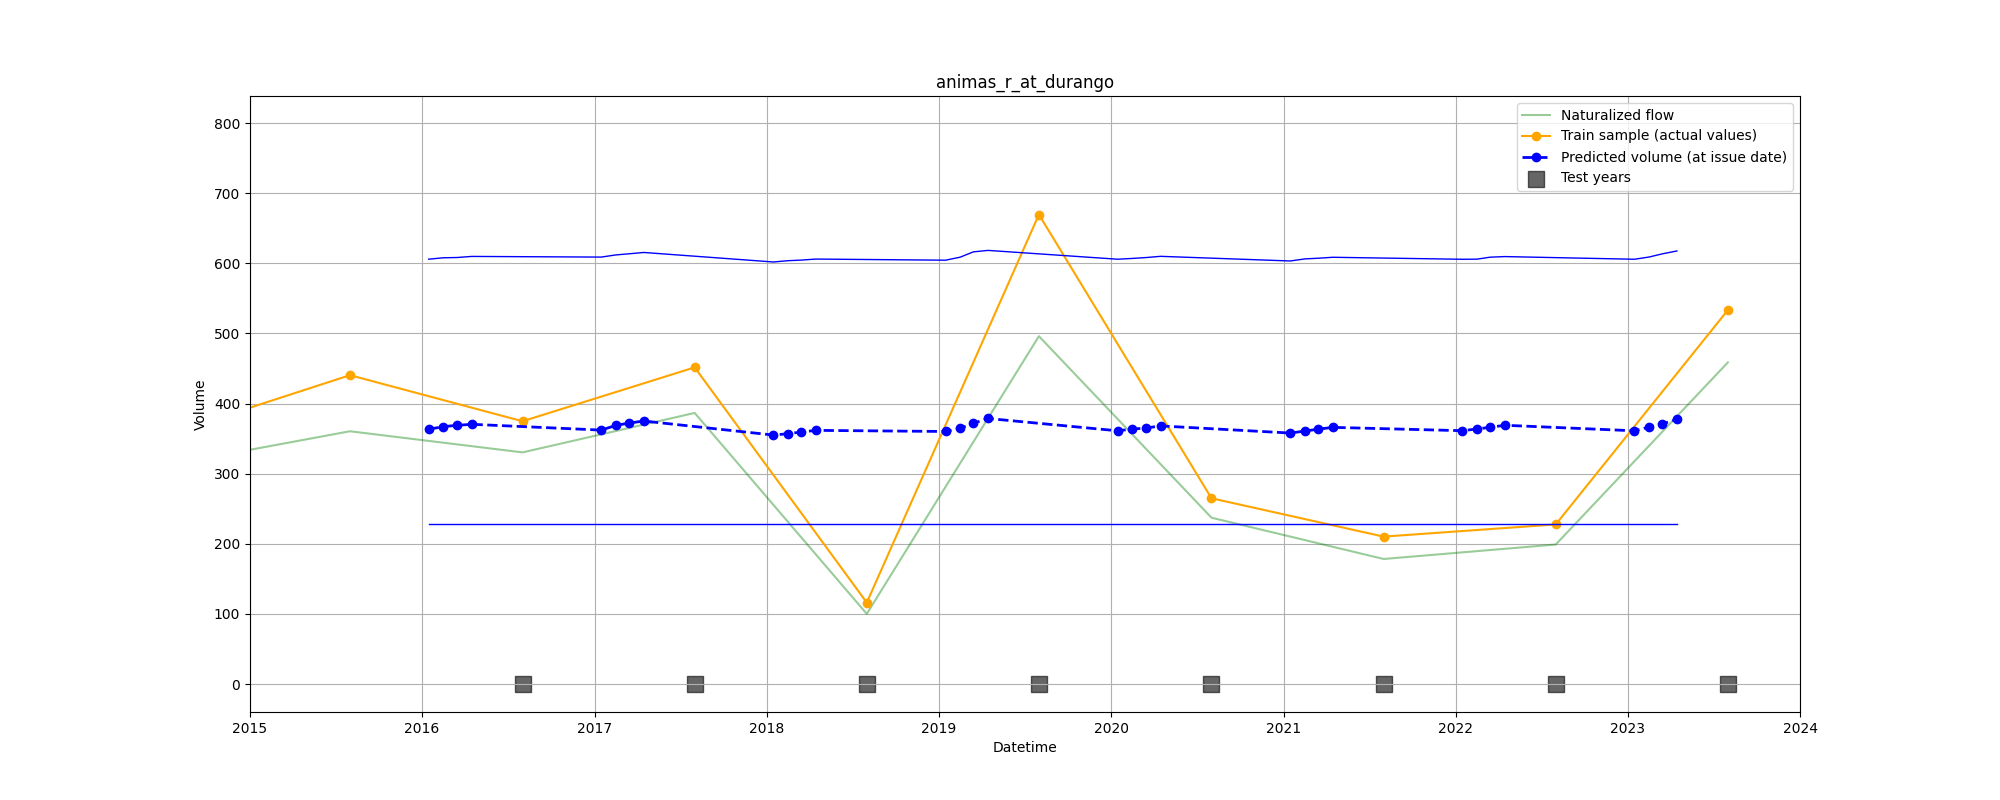 animas_r_at_durango
Naturalized flow
Train sample (actual values)
Predicted volume (at issue date)
Test years
800
700
600
500
400
300
200
100
0
Volume
2015 2016 2017 2018 2019 2020 2021 2022 2023 2024
Datetime